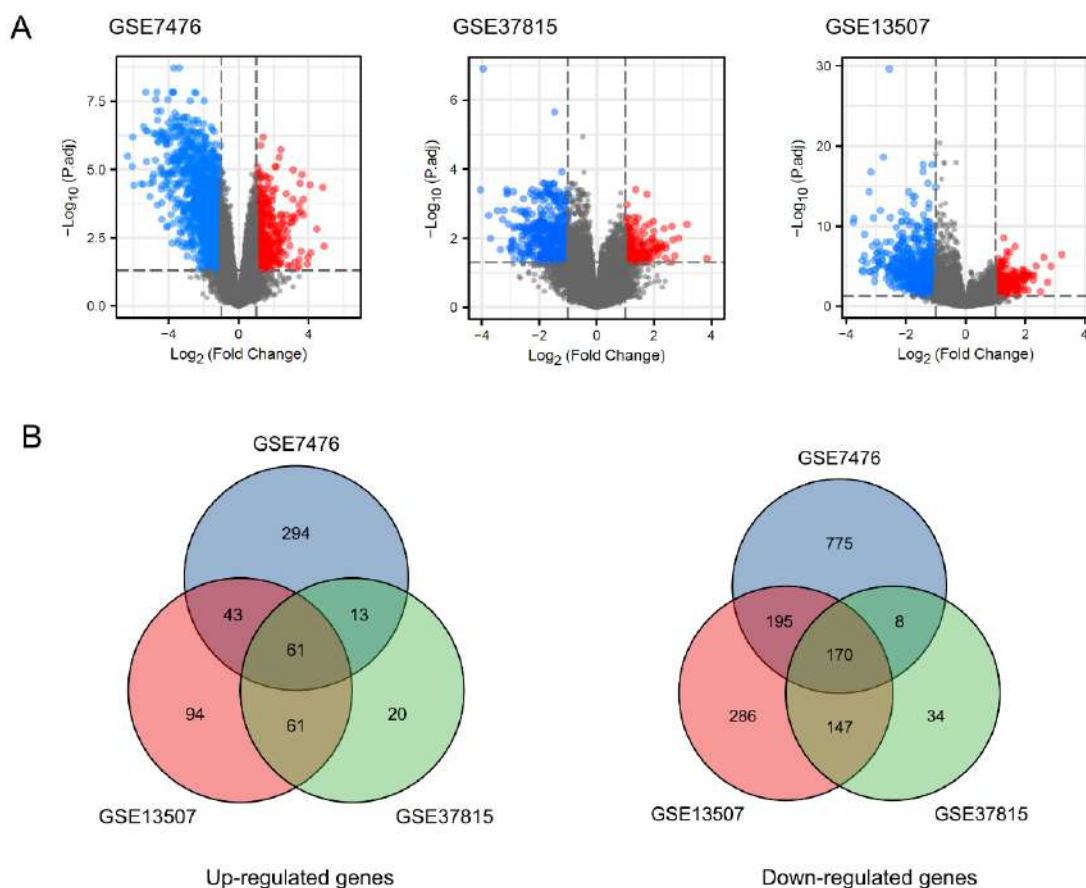 A
GSE7476
GSE37815
GSE13507
−Log10 (P.adj)
7.5
5.0
2.5
0.0
−4
0
4
Log2 (Fold Change)
−Log10 (P.adj)
6
4
2
0
−4
−2
0
2
4
Log2 (Fold Change)
−Log10 (P.adj)
30
20
10
0
−4
−2
0
2
4
Log2 (Fold Change)
B
GSE7476
294
43
13
61
94
61
20
GSE13507
GSE37815
Up-regulated genes
GSE7476
775
195
8
170
286
147
34
GSE13507
GSE37815
Down-regulated genes